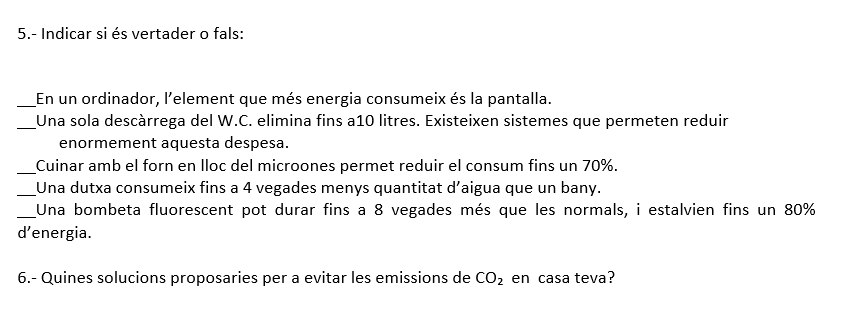 5.- Indicar si és vertader o fals:
__En un ordinador, l’element que més energia consumeix és la pantalla.
__Una sola descàrrega del W.C. elimina fins a10 litres. Existeixen sistemes que permeten reduir
enormement aquesta despesa.
__Cuinar amb el forn en lloc del microones permet reduir el consum fins un 70%.
__Una dutxa consumeix fins a 4 vegades menys quantitat d’aigua que un bany.
__Una bombeta fluorescent pot durar fins a 8 vegades més que les normals, i estalvien fins un 80%
d’energia.
6.- Quines solucions proposaries per a evitar les emissions de CO₂ en casa teva?